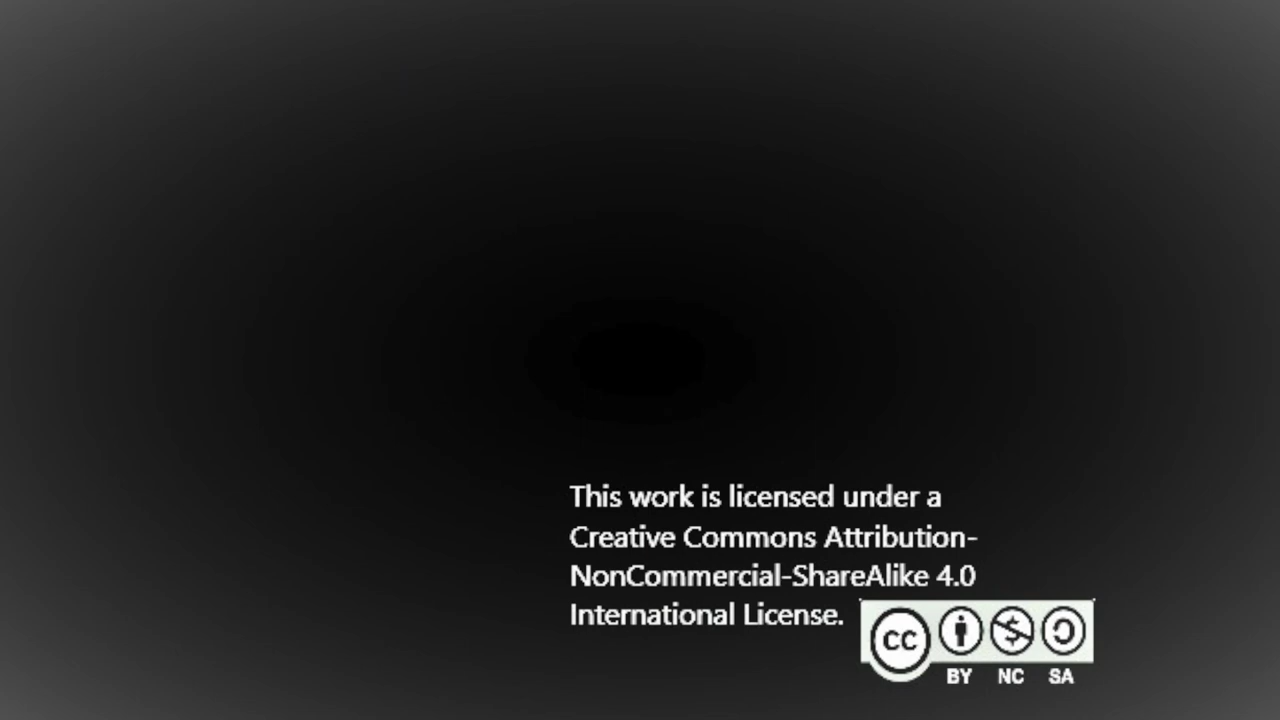 This work is licensed under a
Creative Commons Attribution-
NonCommercial-ShareAlike 4.0
International License.
cc
BY NC SA